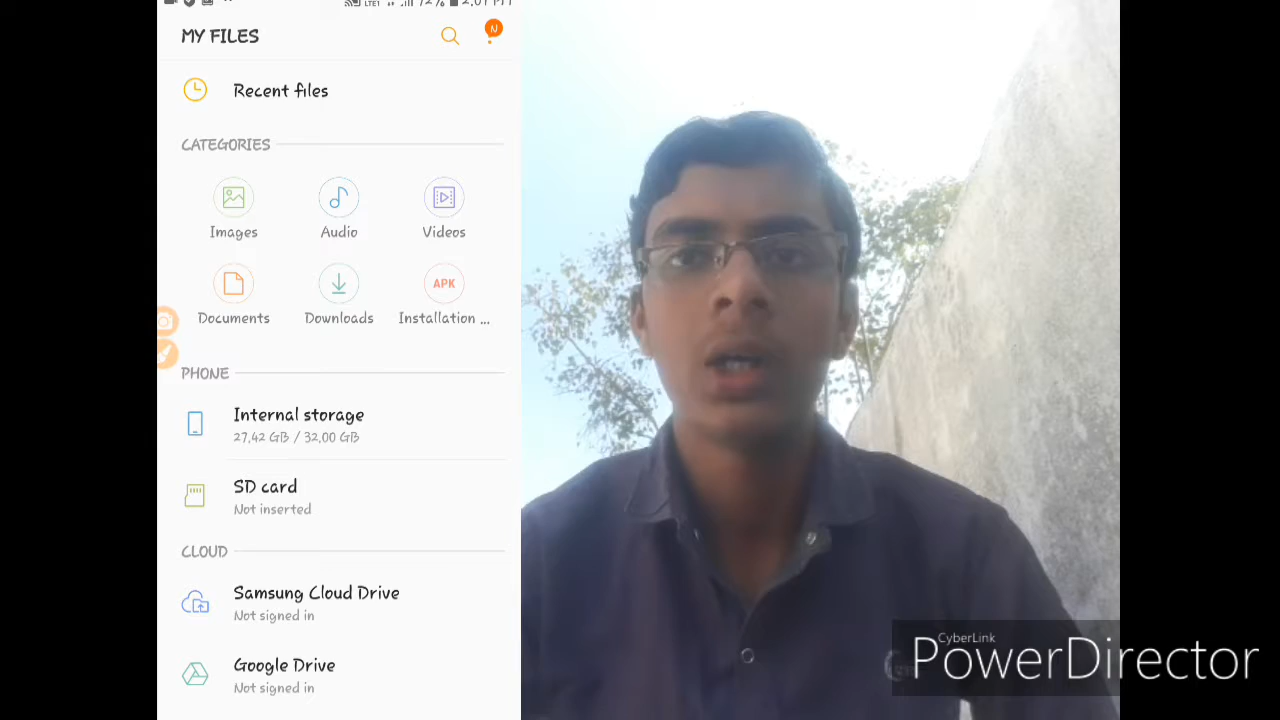 MY FILES
N
Recent files
CATEGORIES
Images
Audio
Videos
APK
Documents
Downloads
Installation ...
PHONE
Internal storage
27.42 GB / 32.00 GB
SD card
Not inserted
CLOUD
Samsung Cloud Drive
Not signed in
Google Drive
Not signed in
CyberLink
PowerDirector